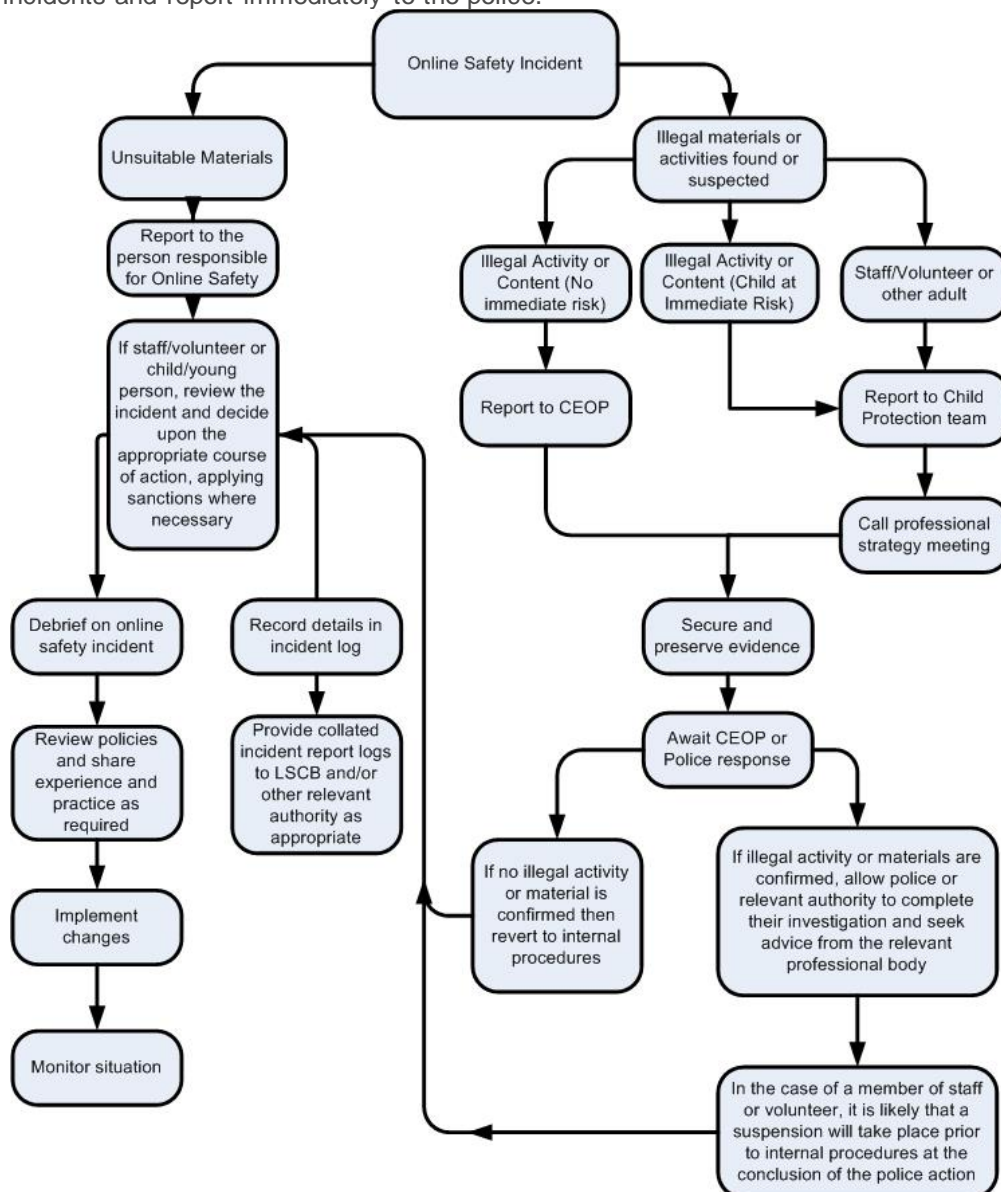 incidents and report immediately to the police.
Online Safety Incident
Unsuitable Materials
Report to the
person responsible
for Online Safety
If staff/volunteer or
child/young
person, review the
incident and decide
upon the
appropriate course
of action, applying
sanctions where
necessary
Debrief on online
safety incident
Review policies
and share
experience and
practice as
required
Implement
changes
Monitor situation
Record details in
incident log
Provide collated
incident report logs
to LSCB and/or
other relevant
authority as
appropriate
Illegal materials or
activities found or
suspected
Illegal Activity or
Content (No
immediate risk)
Illegal Activity or
Content (Child at
Immediate Risk)
Staff/Volunteer or
other adult
Report to CEOP
Report to Child
Protection team
Call professional
strategy meeting
Secure and
preserve evidence
Await CEOP or
Police response
If no illegal activity
or material is
confirmed then
revert to internal
procedures
If illegal activity or materials are
confirmed, allow police or
relevant authority to complete
their investigation and seek
advice from the relevant
professional body
In the case of a member of staff
or volunteer, it is likely that a
suspension will take place prior
to internal procedures at the
conclusion of the police action